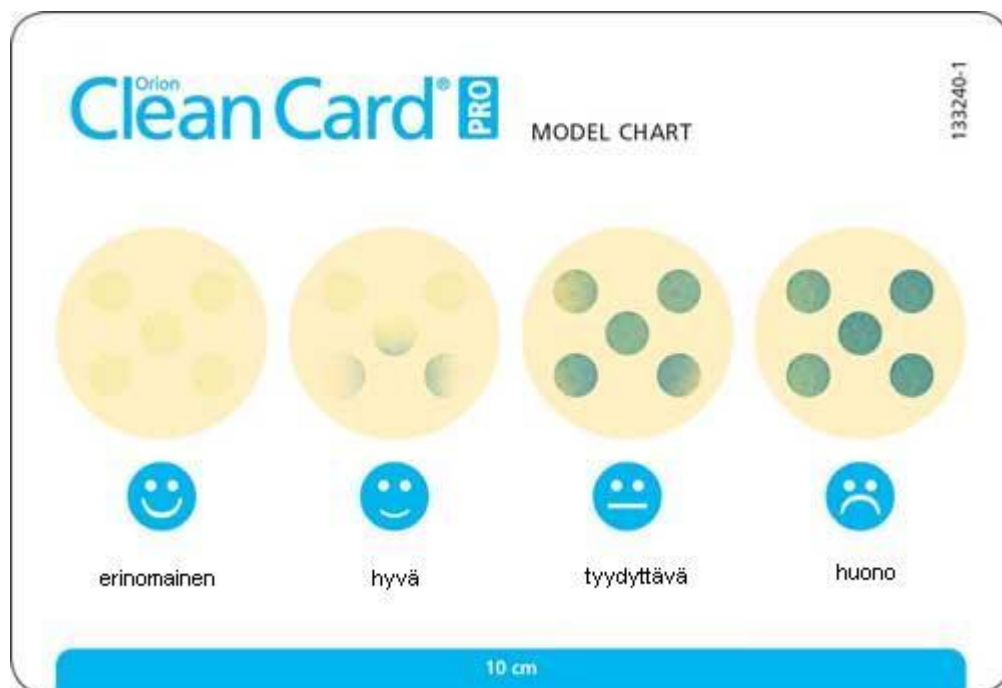 Orion
Clean Card® PRO
MODEL CHART
133240-1
erinomainen
hyvä
tyydyttävä
huono
10 cm